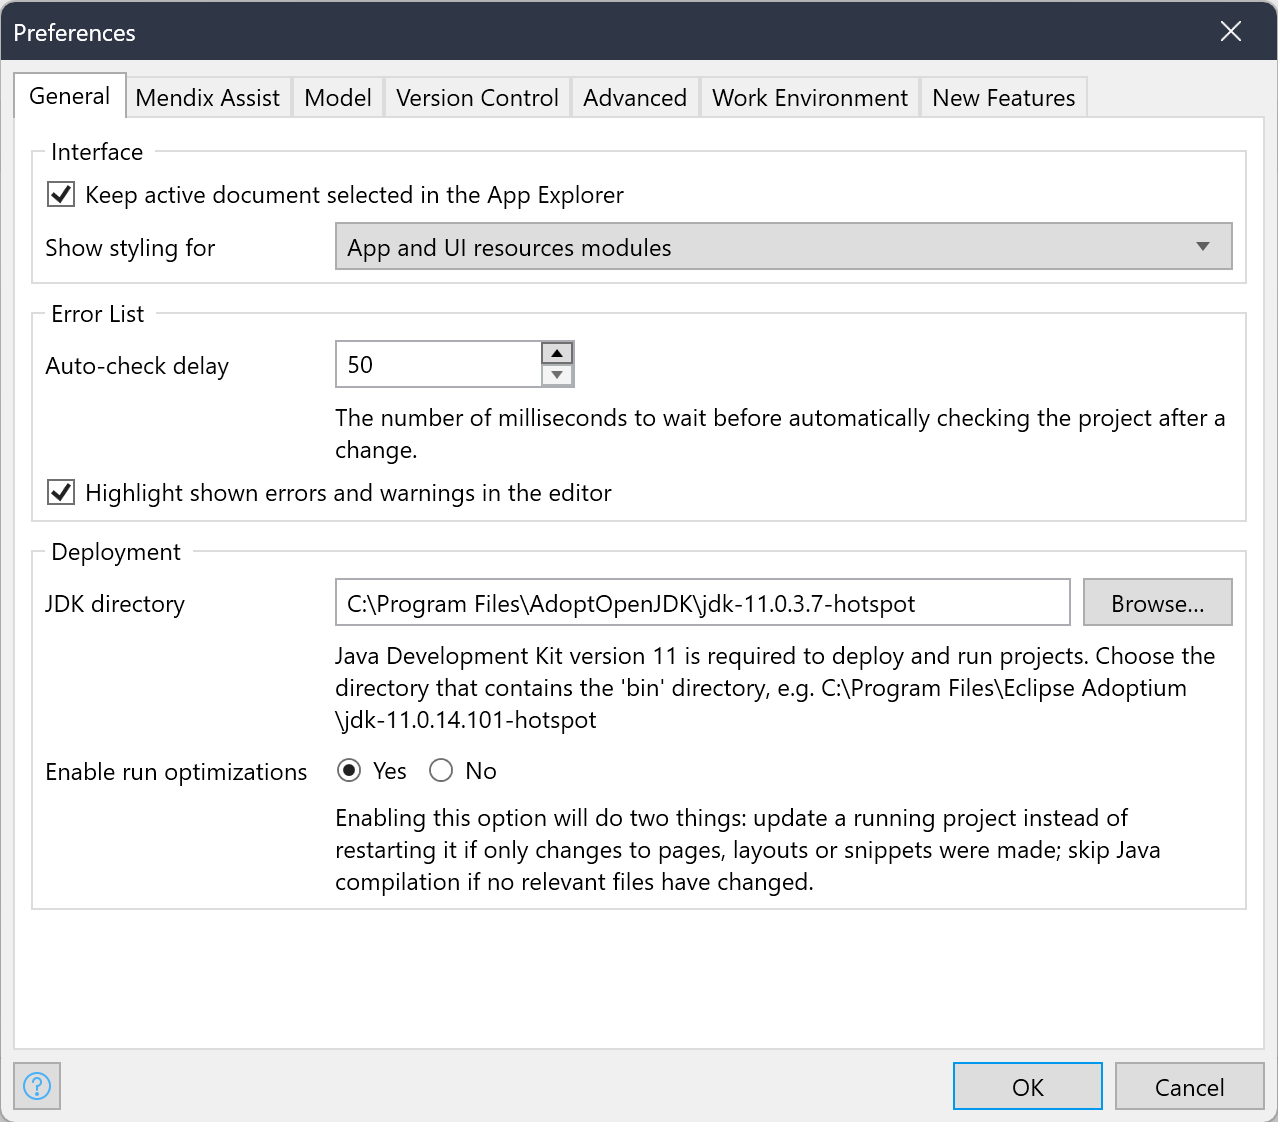 Preferences
General Mendix Assist Model Version Control Advanced Work Environment New Features
Interface
Keep active document selected in the App Explorer
Show styling for App and UI resources modules
Error List
Auto-check delay 50
The number of milliseconds to wait before automatically checking the project after a
change.
Highlight shown errors and warnings in the editor
Deployment
JDK directory C:\Program Files\AdoptOpenJDK\jdk-11.0.3.7-hotspot Browse...
Java Development Kit version 11 is required to deploy and run projects. Choose the
directory that contains the 'bin' directory, e.g. C:\Program Files\Eclipse Adoptium
\jdk-11.0.14.101-hotspot
Enable run optimizations Yes No
Enabling this option will do two things: update a running project instead of
restarting it if only changes to pages, layouts or snippets were made; skip Java
compilation if no relevant files have changed.
? OK Cancel